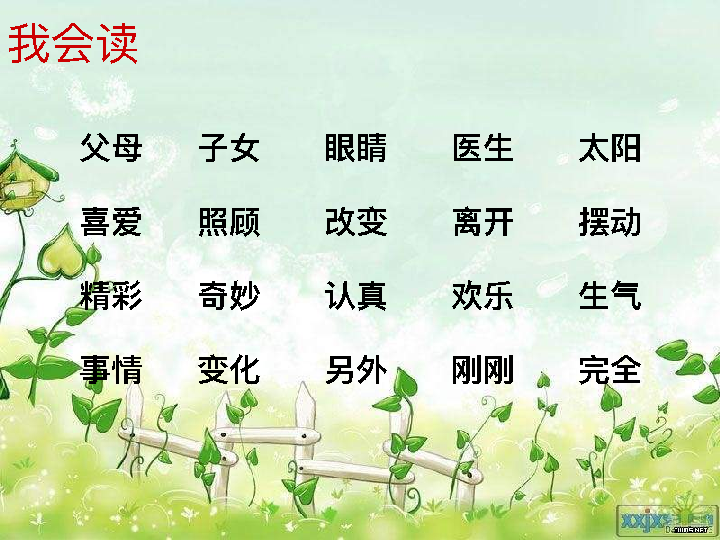 我会读
父母 子女 眼睛 医生 太阳
喜爱 照顾 改变 离开 摆动
精彩 奇妙 认真 欢乐 生气
事情 变化 另外 刚刚 完全